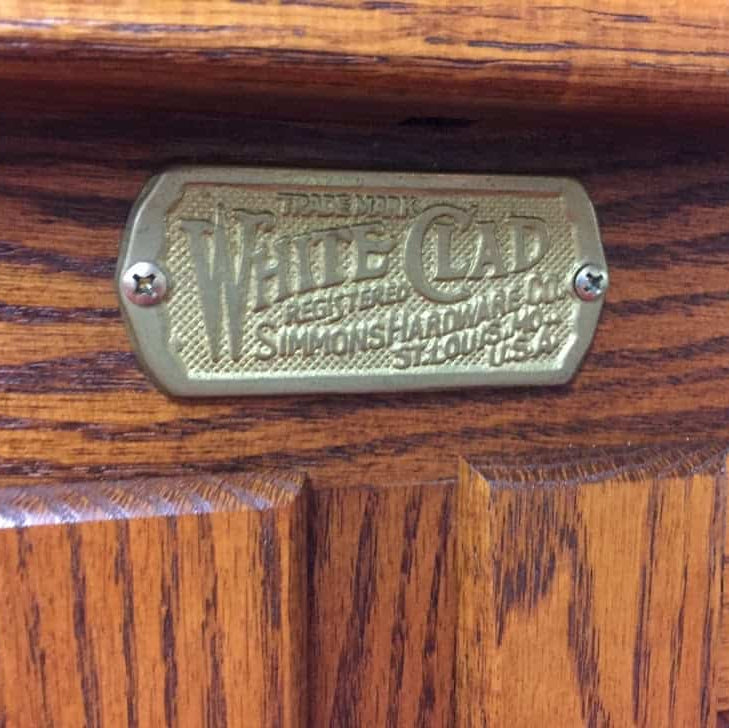 TRADE MARK
WHITE CLAD
REGISTERED
SIMMONS HARDWARE CO.
ST. LOUIS, MO.
U.S.A.